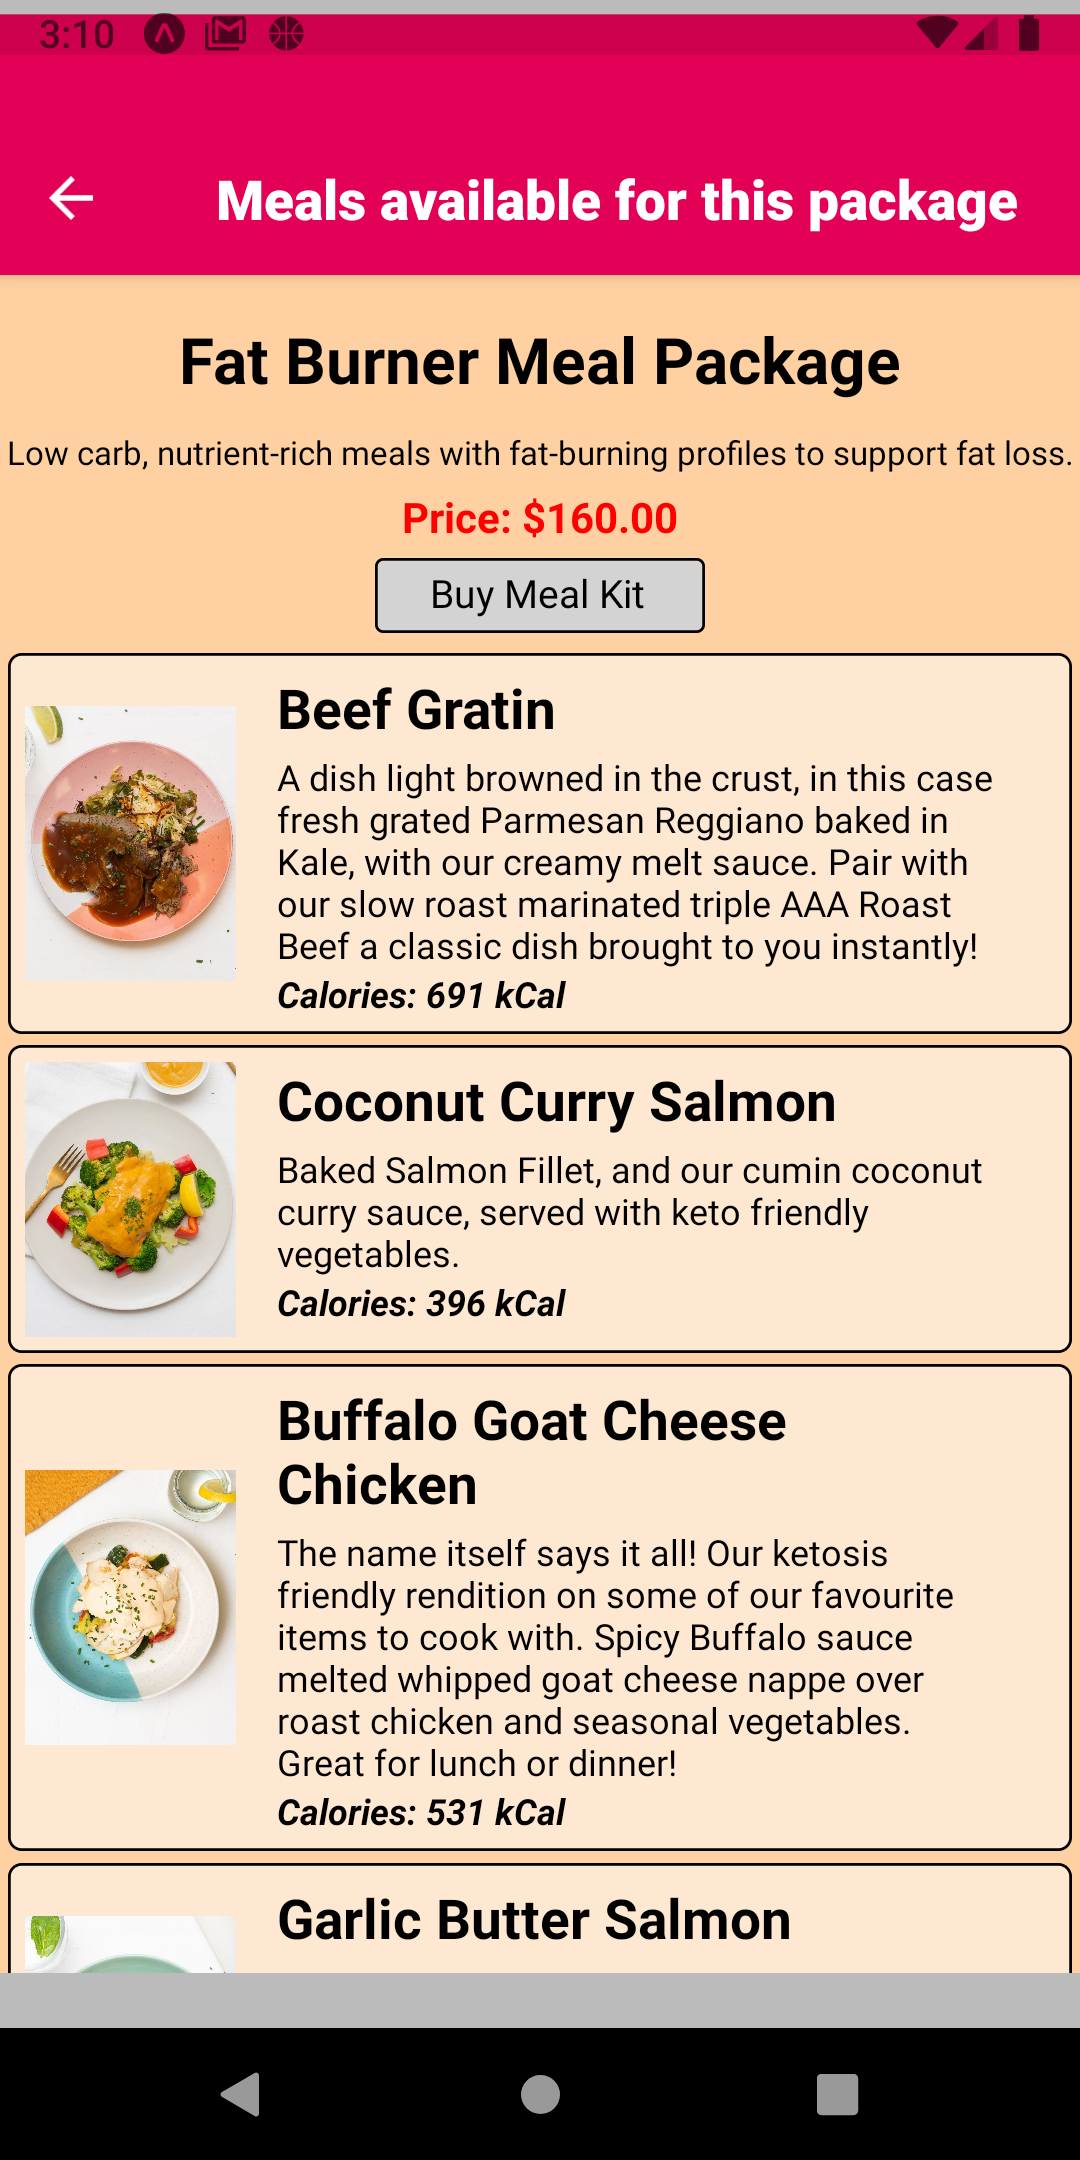 3:10
Meals available for this package
Fat Burner Meal Package
Low carb, nutrient-rich meals with fat-burning profiles to support fat loss.
Price: $160.00
Buy Meal Kit
Beef Gratin
A dish light browned in the crust, in this case
fresh grated Parmesan Reggiano baked in
Kale, with our creamy melt sauce. Pair with
our slow roast marinated triple AAA Roast
Beef a classic dish brought to you instantly!
Calories: 691 kCal
Coconut Curry Salmon
Baked Salmon Fillet, and our cumin coconut
curry sauce, served with keto friendly
vegetables.
Calories: 396 kCal
Buffalo Goat Cheese
Chicken
The name itself says it all! Our ketosis
friendly rendition on some of our favourite
items to cook with. Spicy Buffalo sauce
melted whipped goat cheese nappe over
roast chicken and seasonal vegetables.
Great for lunch or dinner!
Calories: 531 kCal
Garlic Butter Salmon